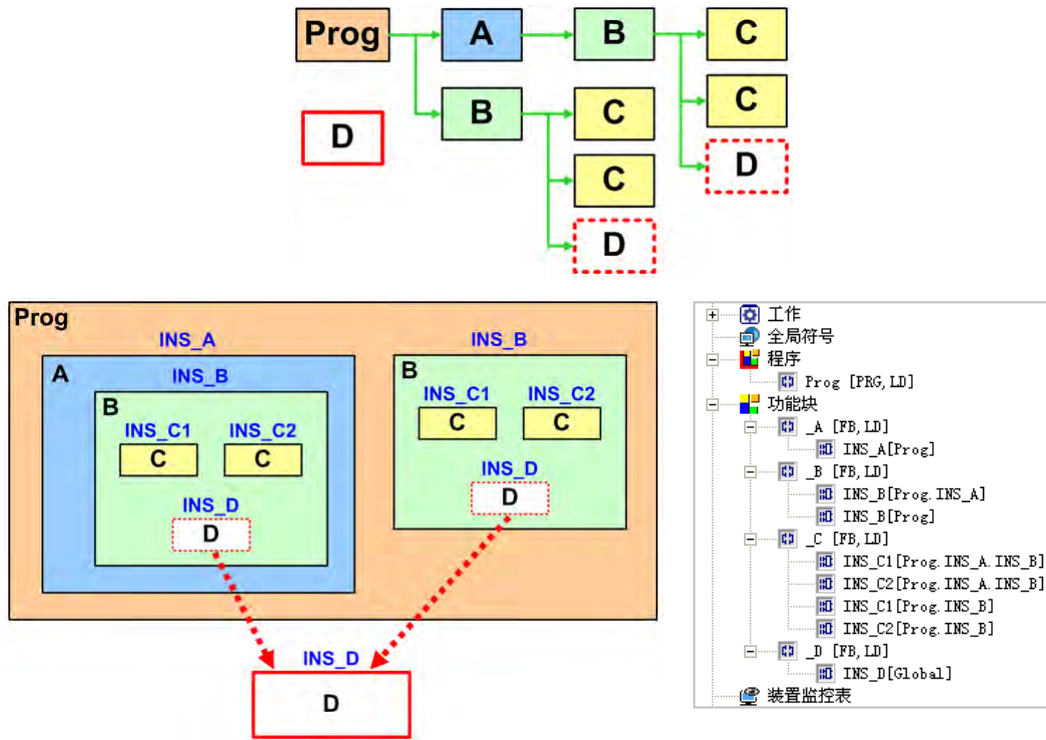 Prog A B C
C
D B C
D
C
D
Prog
INS_A INS_B
A INS_B B
B INS_C1 INS_C2
INS_C1 INS_C2 C C
C C INS_D
INS_D D
D
INS_D
D
工作
全局符号
程序
Prog [PRG,LD]
功能块
_A [FB,LD]
INS_A[Prog]
_B [FB,LD]
INS_B[Prog.INS_A]
INS_B[Prog]
_C [FB,LD]
INS_C1[Prog.INS_A.INS_B]
INS_C2[Prog.INS_A.INS_B]
INS_C1[Prog.INS_B]
INS_C2[Prog.INS_B]
_D [FB,LD]
INS_D[Global]
装置监控表